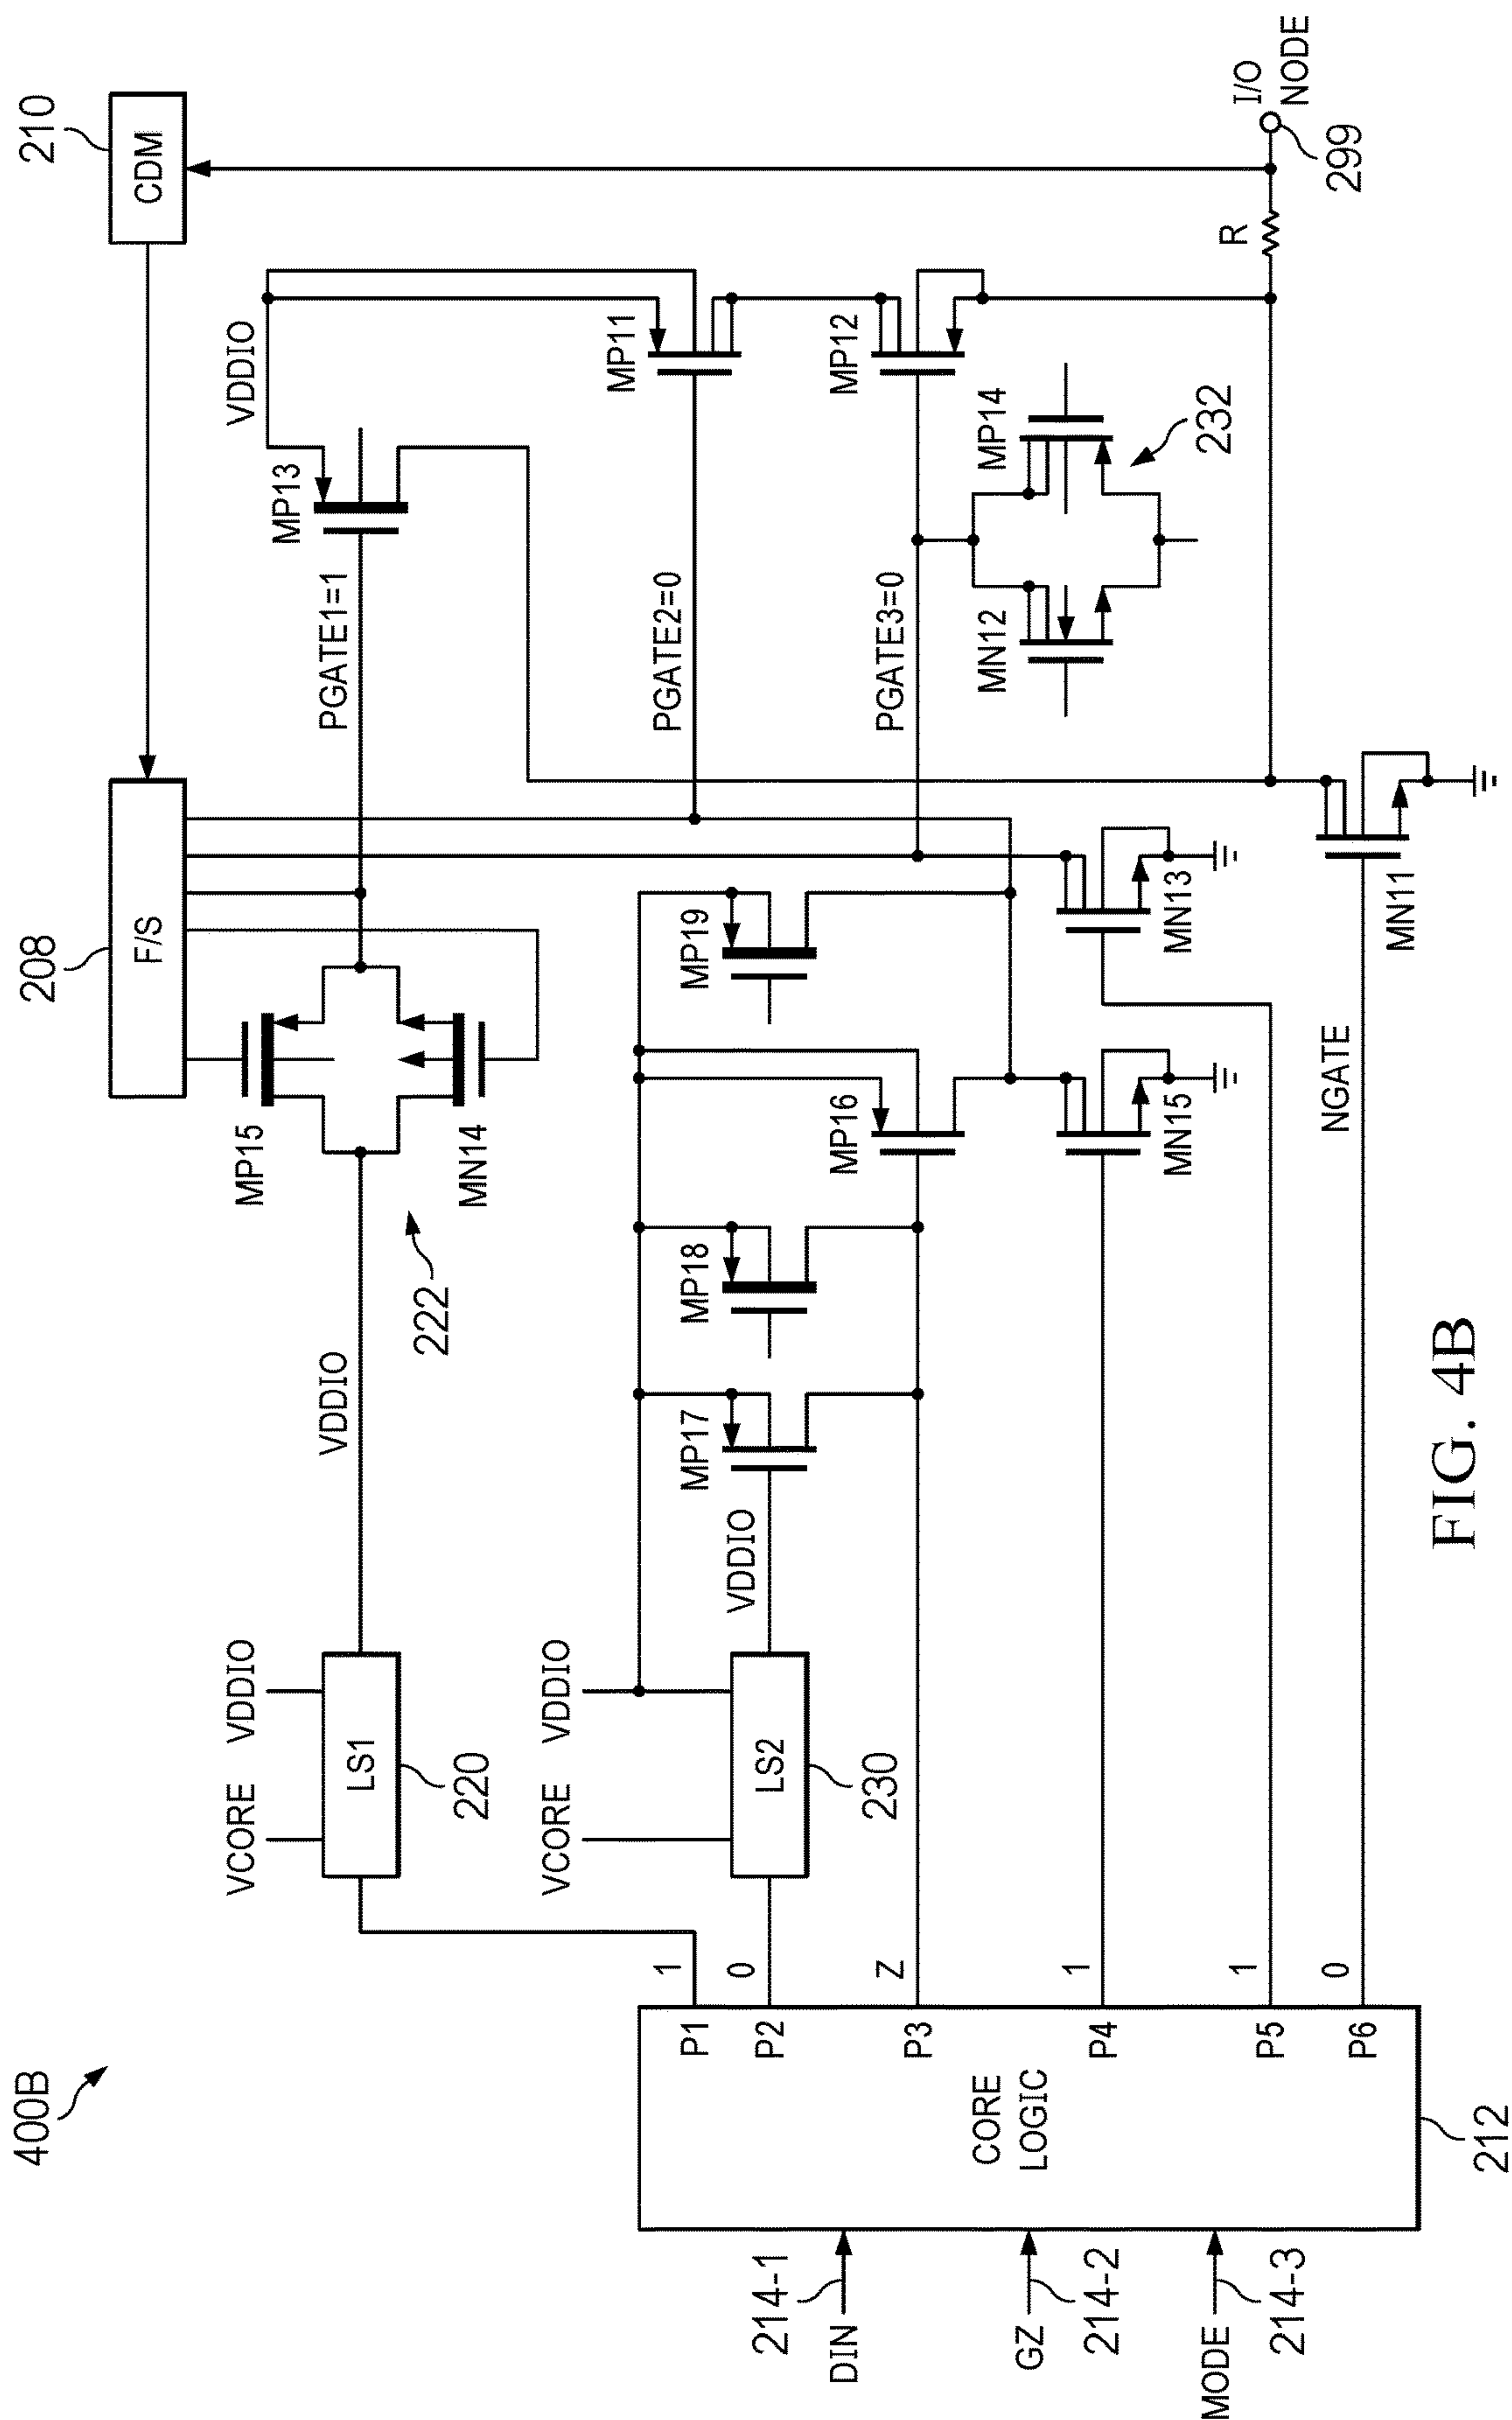 400B
210
CDM
208
F/S
VDDIO
MP13
PGATE1=1
MP15
MN14
222
VDDIO
VCORE
VDDIO
LS1
220
MP11
PGATE2=0
MP12
PGATE3=0
MN12
MP14
232
R
I/O
NODE
299
MP19
MP16
MP18
MP17
VDDIO
VCORE
VDDIO
LS2
230
MN13
MN15
MN11
NGATE
1
0
Z
1
1
0
P1
P2
P3
P4
P5
P6
CORE
LOGIC
212
214-1
DIN
GZ
214-2
MODE
214-3
FIG. 4B